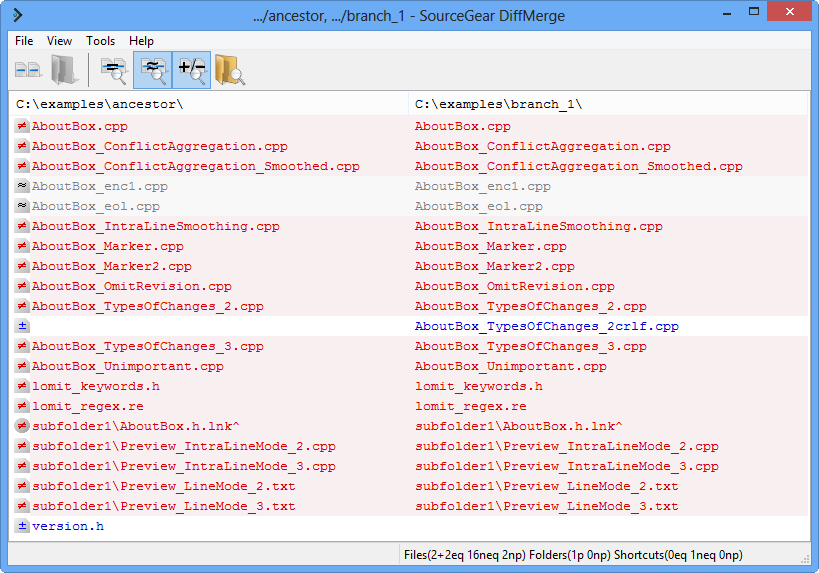 .../ancestor, .../branch_1 - SourceGear DiffMerge
File View Tools Help
C:\examples\ancestor\ C:\examples\branch_1\
≠ AboutBox.cpp AboutBox.cpp
≠ AboutBox_ConflictAggregation.cpp AboutBox_ConflictAggregation.cpp
≠ AboutBox_ConflictAggregation_Smoothed.cpp AboutBox_ConflictAggregation_Smoothed.cpp
≈ AboutBox_enc1.cpp AboutBox_enc1.cpp
≈ AboutBox_eol.cpp AboutBox_eol.cpp
≠ AboutBox_IntraLineSmoothing.cpp AboutBox_IntraLineSmoothing.cpp
≠ AboutBox_Marker.cpp AboutBox_Marker.cpp
≠ AboutBox_Marker2.cpp AboutBox_Marker2.cpp
≠ AboutBox_OmitRevision.cpp AboutBox_OmitRevision.cpp
≠ AboutBox_TypesOfChanges_2.cpp AboutBox_TypesOfChanges_2.cpp
± AboutBox_TypesOfChanges_2crlf.cpp
≠ AboutBox_TypesOfChanges_3.cpp AboutBox_TypesOfChanges_3.cpp
≠ AboutBox_Unimportant.cpp AboutBox_Unimportant.cpp
≠ lomit_keywords.h lomit_keywords.h
≠ lomit_regex.re lomit_regex.re
≠ subfolder1\AboutBox.h.lnk^ subfolder1\AboutBox.h.lnk^
≠ subfolder1\Preview_IntraLineMode_2.cpp subfolder1\Preview_IntraLineMode_2.cpp
≠ subfolder1\Preview_IntraLineMode_3.cpp subfolder1\Preview_IntraLineMode_3.cpp
≠ subfolder1\Preview_LineMode_2.txt subfolder1\Preview_LineMode_2.txt
≠ subfolder1\Preview_LineMode_3.txt subfolder1\Preview_LineMode_3.txt
± version.h
Files(2+2eq 16neq 2np) Folders(1p 0np) Shortcuts(0eq 1neq 0np)